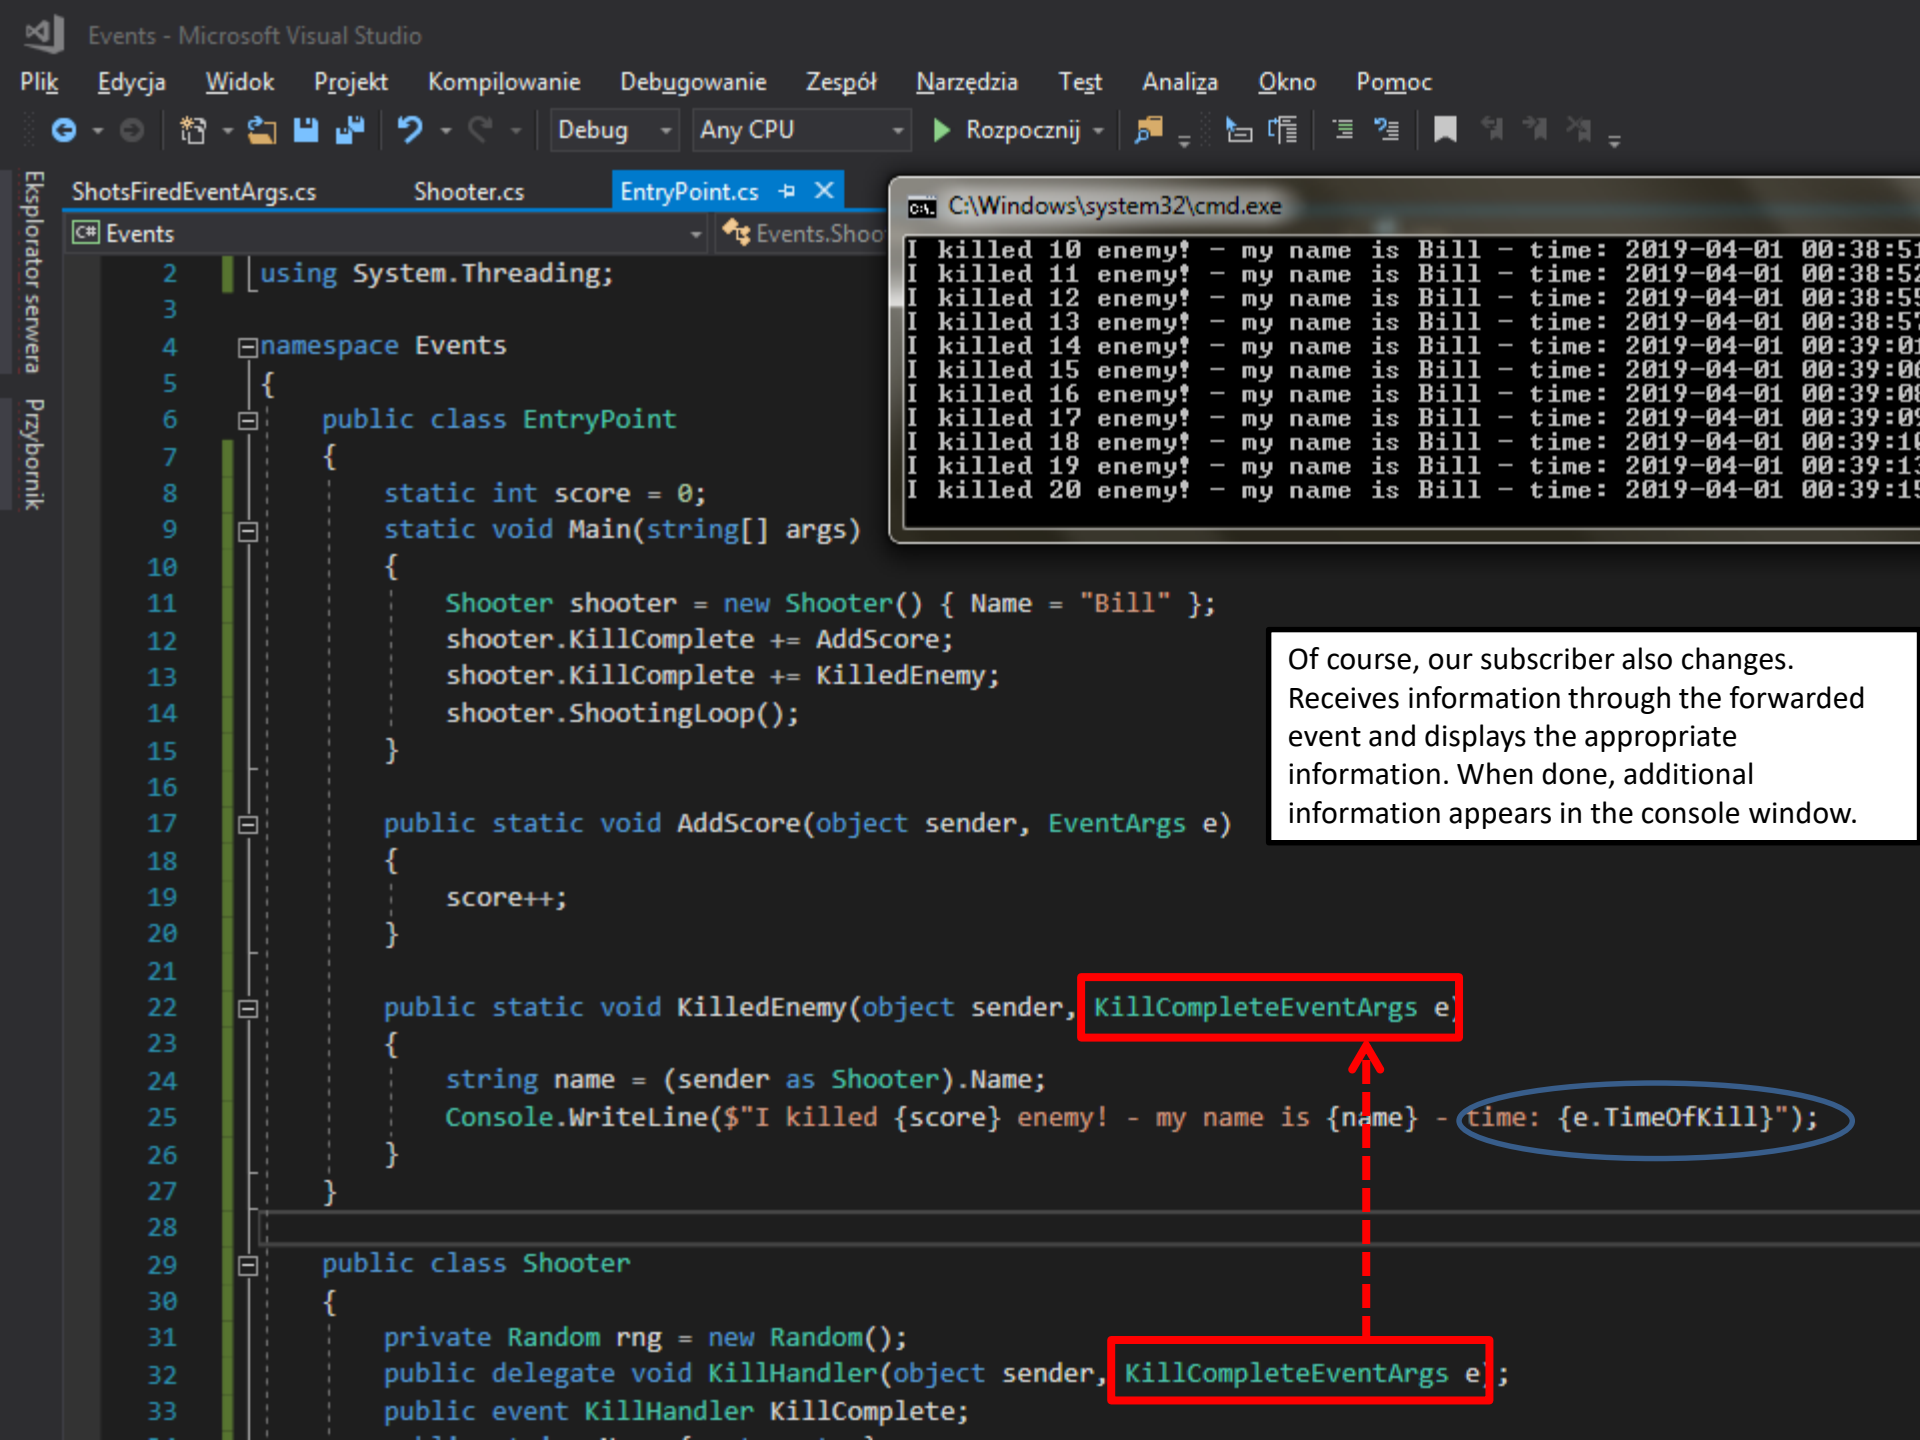 Events - Microsoft Visual Studio
Plik Edycja Widok Projekt Kompilowanie Debugowanie Zespół Narzędzia Test Analiza Okno Pomoc
Debug Any CPU Rozpocznij
Eksplorator serwera
Przybornik
ShotsFiredEventArgs.cs Shooter.cs EntryPoint.cs
C# Events Events.Shoo
C:\Windows\system32\cmd.exe
I killed 10 enemy! - my name is Bill - time: 2019-04-01 00:38:51
I killed 11 enemy! - my name is Bill - time: 2019-04-01 00:38:52
I killed 12 enemy! - my name is Bill - time: 2019-04-01 00:38:55
I killed 13 enemy! - my name is Bill - time: 2019-04-01 00:38:57
I killed 14 enemy! - my name is Bill - time: 2019-04-01 00:39:01
I killed 15 enemy! - my name is Bill - time: 2019-04-01 00:39:06
I killed 16 enemy! - my name is Bill - time: 2019-04-01 00:39:08
I killed 17 enemy! - my name is Bill - time: 2019-04-01 00:39:09
I killed 18 enemy! - my name is Bill - time: 2019-04-01 00:39:10
I killed 19 enemy! - my name is Bill - time: 2019-04-01 00:39:13
I killed 20 enemy! - my name is Bill - time: 2019-04-01 00:39:15
2 using System.Threading;
3
4 namespace Events
5 {
6 public class EntryPoint
7 {
8 static int score = 0;
9 static void Main(string[] args)
10 {
11 Shooter shooter = new Shooter() { Name = "Bill" };
12 shooter.KillComplete += AddScore;
13 shooter.KillComplete += KilledEnemy;
14 shooter.ShootingLoop();
15 }
16
17 public static void AddScore(object sender, EventArgs e)
18 {
19 score++;
20 }
21
22 public static void KilledEnemy(object sender, KillCompleteEventArgs e)
23 {
24 string name = (sender as Shooter).Name;
25 Console.WriteLine($"I killed {score} enemy! - my name is {name} - time: {e.TimeOfKill}");
26 }
27 }
28
29 public class Shooter
30 {
31 private Random rng = new Random();
32 public delegate void KillHandler(object sender, KillCompleteEventArgs e);
33 public event KillHandler KillComplete;
Of course, our subscriber also changes.
Receives information through the forwarded
event and displays the appropriate
information. When done, additional
information appears in the console window.